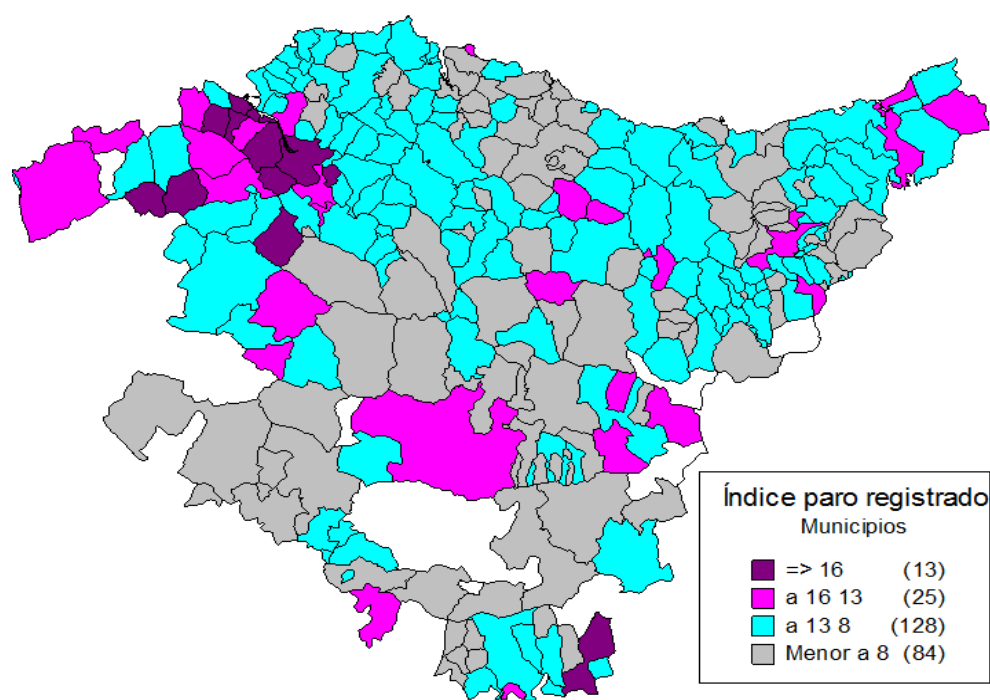 Índice paro registrado
Municipios
=> 16 (13)
a 16 13 (25)
a 13 8 (128)
Menor a 8 (84)